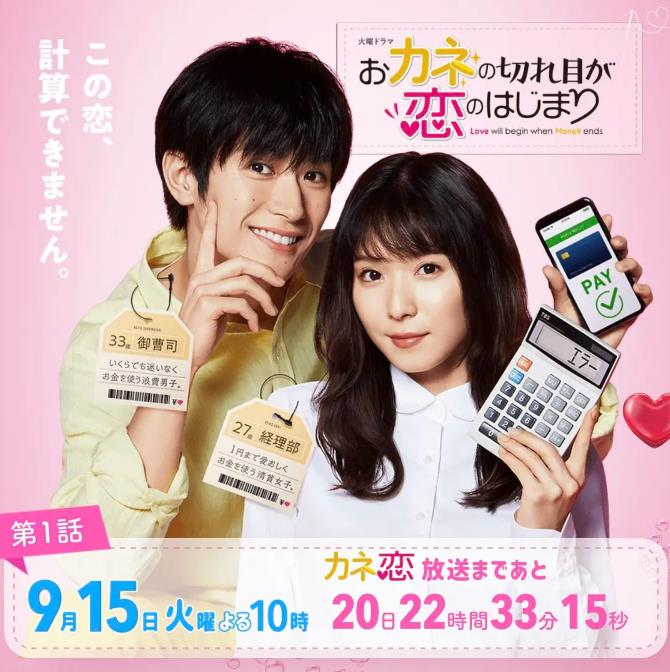 この恋、
計算できません。
火曜ドラマ
おカネの切れ目が
恋のはじまり
Love will begin when Mone¥ ends
PAY
TBS
エラー
33歳 御曹司
いくらでも迷いなく
お金を使う浪費男子。
27歳 経理部
1円まで愛おしく
お金を使う清貧女子。
第1話
9月15日火曜よる10時
カネ恋 放送まであと
20日22時間33分15秒